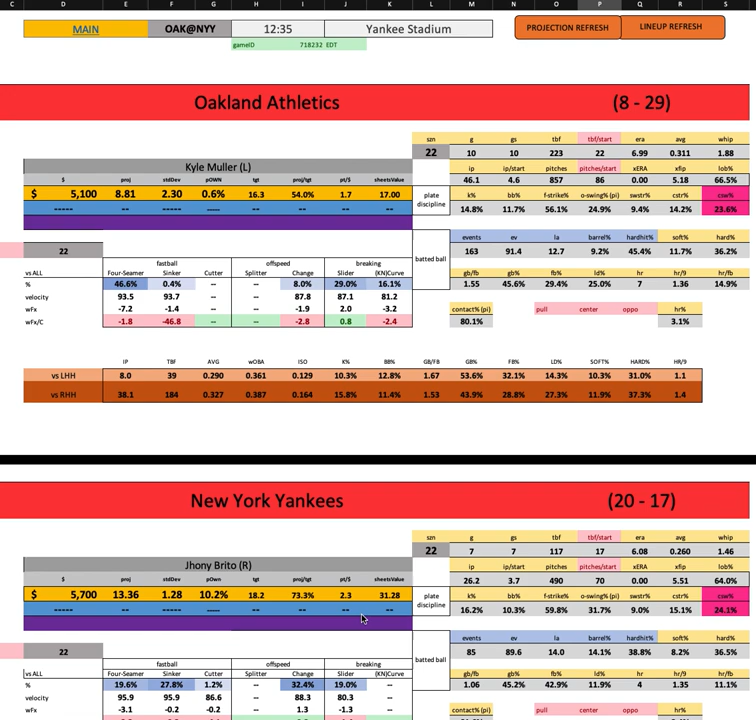 C D E F G H I J K L M N O P Q R S
MAIN OAK@NYY 12:35 Yankee Stadium PROJECTION REFRESH LINEUP REFRESH
gameID 718232 EDT
Oakland Athletics (8 - 29)
szn g gs tbf tbf/start era avg whip
22 10 10 223 22 6.99 0.311 1.88
Kyle Muller (L) ip ip/start pitches pitches/start xERA xfip lob%
$ proj stdDev pOWN tgt proj/tgt pt/$ sheetsValue 46.1 4.6 857 86 0.00 5.18 66.5%
$ 5,100 8.81 2.30 0.6% 16.3 54.0% 1.7 17.00 plate discipline k% bb% f-strike% o-swing% (pi) swstr% cstr% csw%
----- -- -- ___ -- -- -- -- 14.8% 11.7% 56.1% 24.9% 9.4% 14.2% 23.6%
events ev la barrel% hardhit% soft% hard%
22 batted ball 163 91.4 12.7 9.2% 45.4% 11.7% 36.2%
fastball offspeed breaking
vs ALL Four-Seamer Sinker Cutter Splitter Change Slider (KN)Curve gb/fb gb% fb% ld% hr hr/9 hr/fb
% 46.6% 0.4% -- -- 8.0% 29.0% 16.1% 1.55 45.6% 29.4% 25.0% 7 1.36 14.9%
velocity 93.5 93.7 -- -- 87.8 87.1 81.2
wFx -7.2 -1.4 -- -- -1.9 2.0 -3.2 contact% (pi) pull center oppo hr%
wFx/C -1.8 -46.8 -- -- -2.8 0.8 -2.4 80.1% 3.1%
IP TBF AVG wOBA ISO K% BB% GB/FB GB% FB% LD% SOFT% HARD% HR/9
vs LHH 8.0 39 0.290 0.361 0.129 10.3% 12.8% 1.67 53.6% 32.1% 14.3% 10.3% 31.0% 1.1
vs RHH 38.1 184 0.327 0.387 0.164 15.8% 11.4% 1.53 43.9% 28.8% 27.3% 11.9% 37.3% 1.4
New York Yankees (20 - 17)
szn g gs tbf tbf/start era avg whip
22 7 7 117 17 6.08 0.260 1.46
Jhony Brito (R) ip ip/start pitches pitches/start xERA xfip lob%
$ proj stdDev pOwn tgt proj/tgt pt/$ sheetsValue 26.2 3.7 490 70 0.00 5.51 64.0%
$ 5,700 13.36 1.28 10.2% 18.2 73.3% 2.3 31.28 plate discipline k% bb% f-strike% o-swing% (pi) swstr% cstr% csw%
----- -- -- ___ -- -- -- -- 16.2% 10.3% 59.8% 31.7% 9.0% 15.1% 24.1%
events ev la barrel% hardhit% soft% hard%
22 batted ball 85 89.6 14.0 14.1% 38.8% 8.2% 36.5%
fastball offspeed breaking
vs ALL Four-Seamer Sinker Cutter Splitter Change Slider (KN)Curve gb/fb gb% fb% ld% hr hr/9 hr/fb
% 19.6% 27.8% 1.2% -- 32.4% 19.0% -- 1.06 45.2% 42.9% 11.9% 4 1.35 11.1%
velocity 95.9 95.9 86.6 -- 88.3 80.3 --
wFx -3.1 -0.2 -0.2 -- 1.3 -1.3 -- contact% (pi) pull center oppo hr%